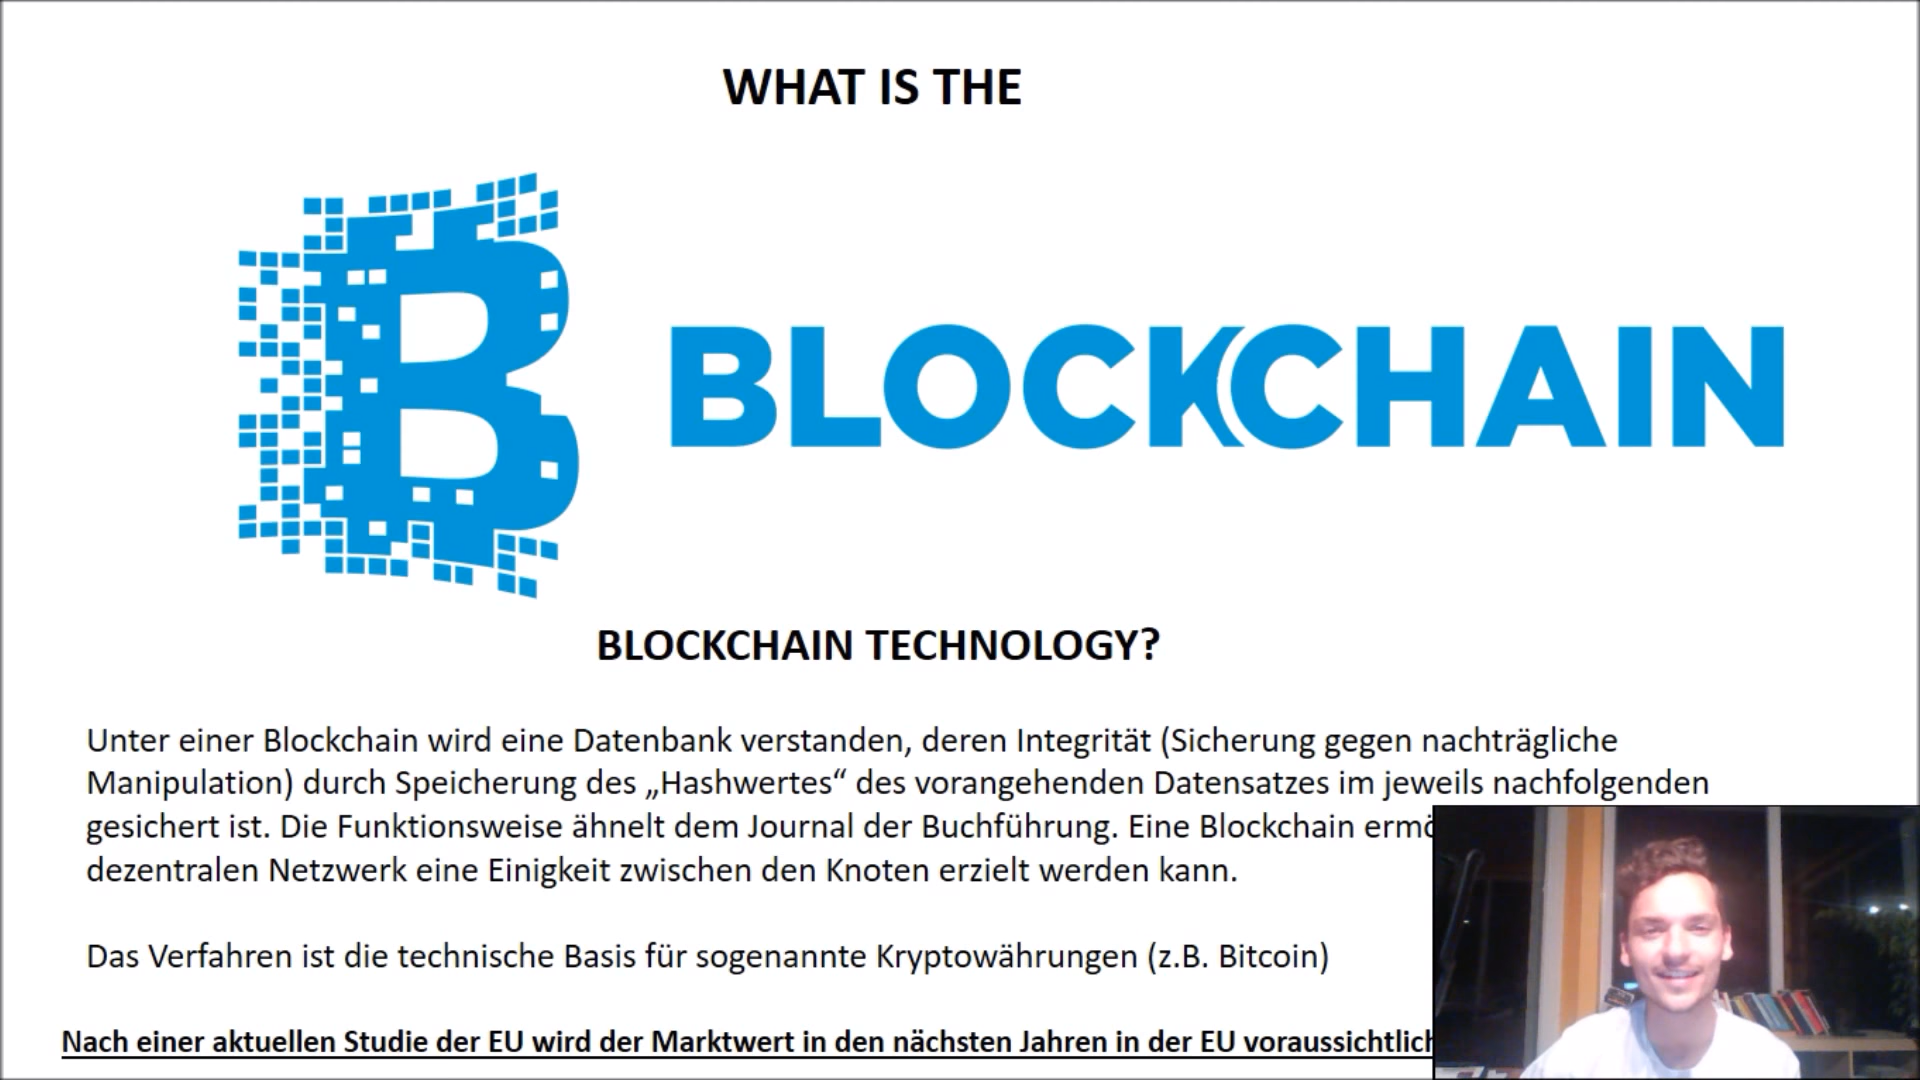 WHAT IS THE
BLOCKCHAIN
BLOCKCHAIN TECHNOLOGY?
Unter einer Blockchain wird eine Datenbank verstanden, deren Integrität (Sicherung gegen nachträgliche
Manipulation) durch Speicherung des „Hashwertes“ des vorangehenden Datensatzes im jeweils nachfolgenden
gesichert ist. Die Funktionsweise ähnelt dem Journal der Buchführung. Eine Blockchain
dezentralen Netzwerk eine Einigkeit zwischen den Knoten erzielt werden kann.
Das Verfahren ist die technische Basis für sogenannte Kryptowährungen (z.B. Bitcoin)
Nach einer aktuellen Studie der EU wird der Marktwert in den nächsten Jahren in der EU voraussichtlich